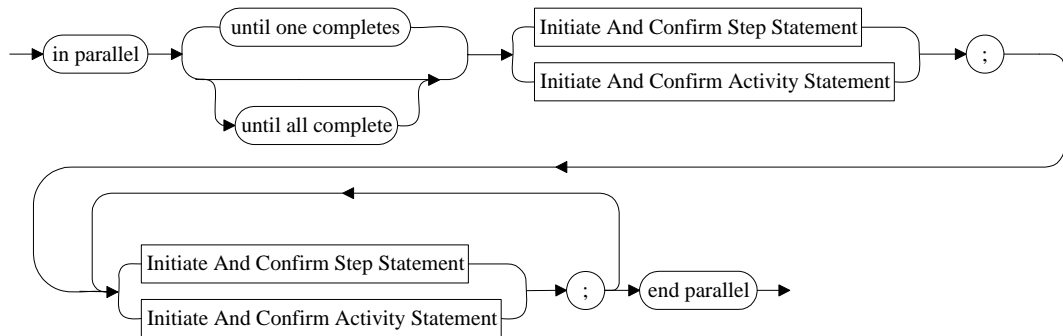 until one completes
Initiate And Confirm Step Statement
in parallel
;
Initiate And Confirm Activity Statement
until all complete
Initiate And Confirm Step Statement
;
end parallel
Initiate And Confirm Activity Statement